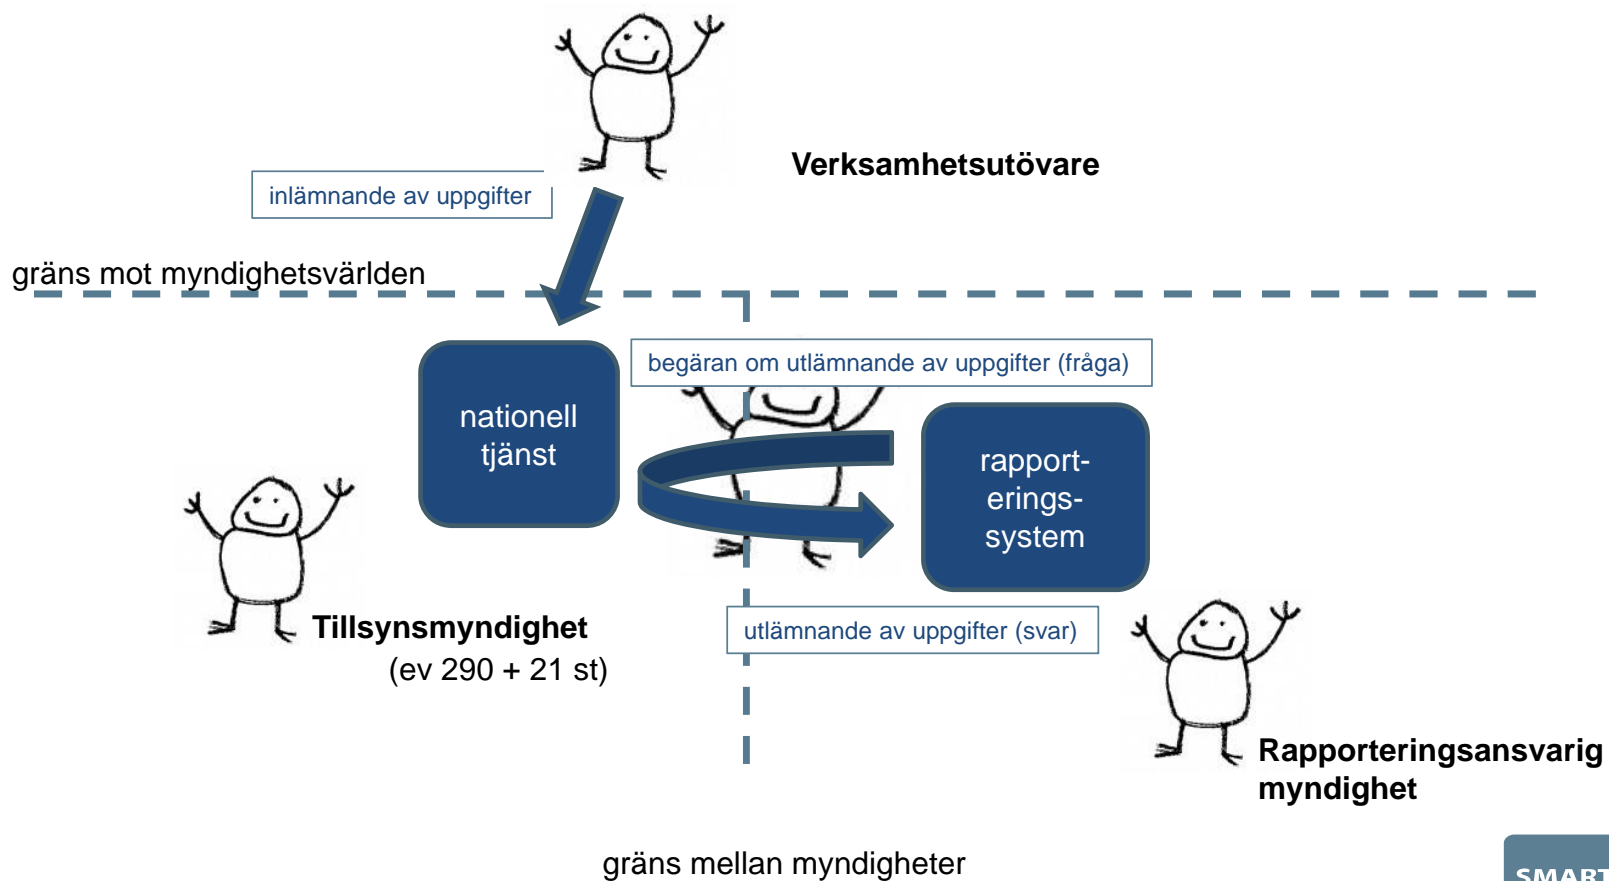 Verksamhetsutövare
inlämnande av uppgifter
gräns mot myndighetsvärlden
begäran om utlämnande av uppgifter (fråga)
nationell
tjänst
rapport-
erings-
system
Tillsynsmyndighet
(ev 290 + 21 st)
utlämnande av uppgifter (svar)
Rapporteringsansvarig
myndighet
gräns mellan myndigheter
SMART